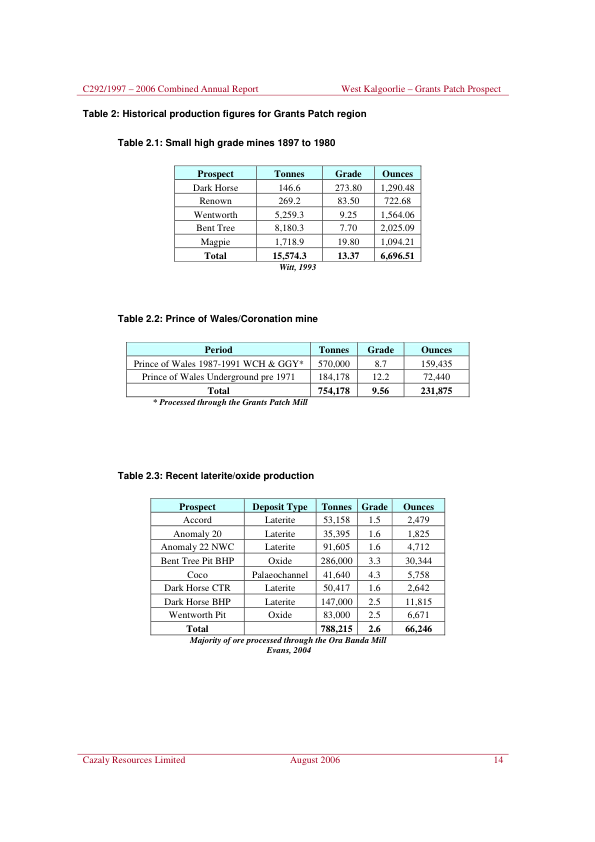 C292/1997 – 2006 Combined Annual Report West Kalgoorlie – Grants Patch Prospect
Table 2: Historical production figures for Grants Patch region
Table 2.1: Small high grade mines 1897 to 1980
Prospect Tonnes Grade Ounces
Dark Horse 146.6 273.80 1,290.48
Renown 269.2 83.50 722.68
Wentworth 5,259.3 9.25 1,564.06
Bent Tree 8,180.3 7.70 2,025.09
Magpie 1,718.9 19.80 1,094.21
Total 15,574.3 13.37 6,696.51
Witt, 1993
Table 2.2: Prince of Wales/Coronation mine
Period Tonnes Grade Ounces
Prince of Wales 1987-1991 WCH & GGY* 570,000 8.7 159,435
Prince of Wales Underground pre 1971 184,178 12.2 72,440
Total 754,178 9.56 231,875
* Processed through the Grants Patch Mill
Table 2.3: Recent laterite/oxide production
Prospect Deposit Type Tonnes Grade Ounces
Accord Laterite 53,158 1.5 2,479
Anomaly 20 Laterite 35,395 1.6 1,825
Anomaly 22 NWC Laterite 91,605 1.6 4,712
Bent Tree Pit BHP Oxide 286,000 3.3 30,344
Coco Palaeochannel 41,640 4.3 5,758
Dark Horse CTR Laterite 50,417 1.6 2,642
Dark Horse BHP Laterite 147,000 2.5 11,815
Wentworth Pit Oxide 83,000 2.5 6,671
Total 788,215 2.6 66,246
Majority of ore processed through the Ora Banda Mill
Evans, 2004
Cazaly Resources Limited August 2006 14